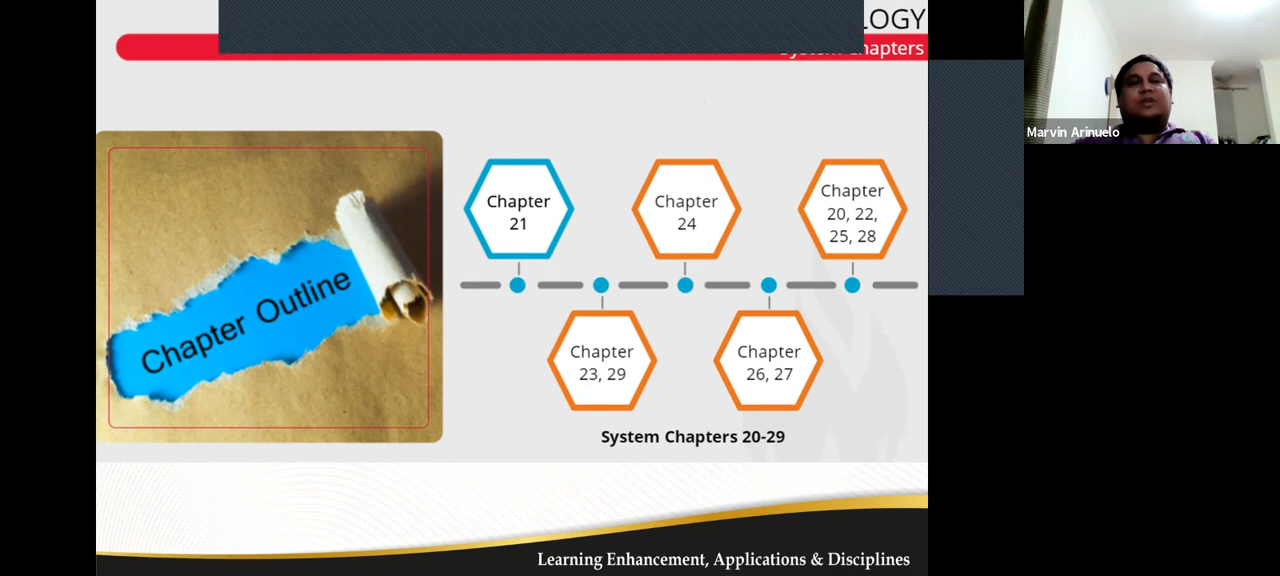 LOGY
System Chapters
Marvin Arinuelo
Chapter Outline
Chapter
21
Chapter
24
Chapter
20, 22,
25, 28
Chapter
23, 29
Chapter
26, 27
System Chapters 20-29
Learning Enhancement, Applications & Disciplines